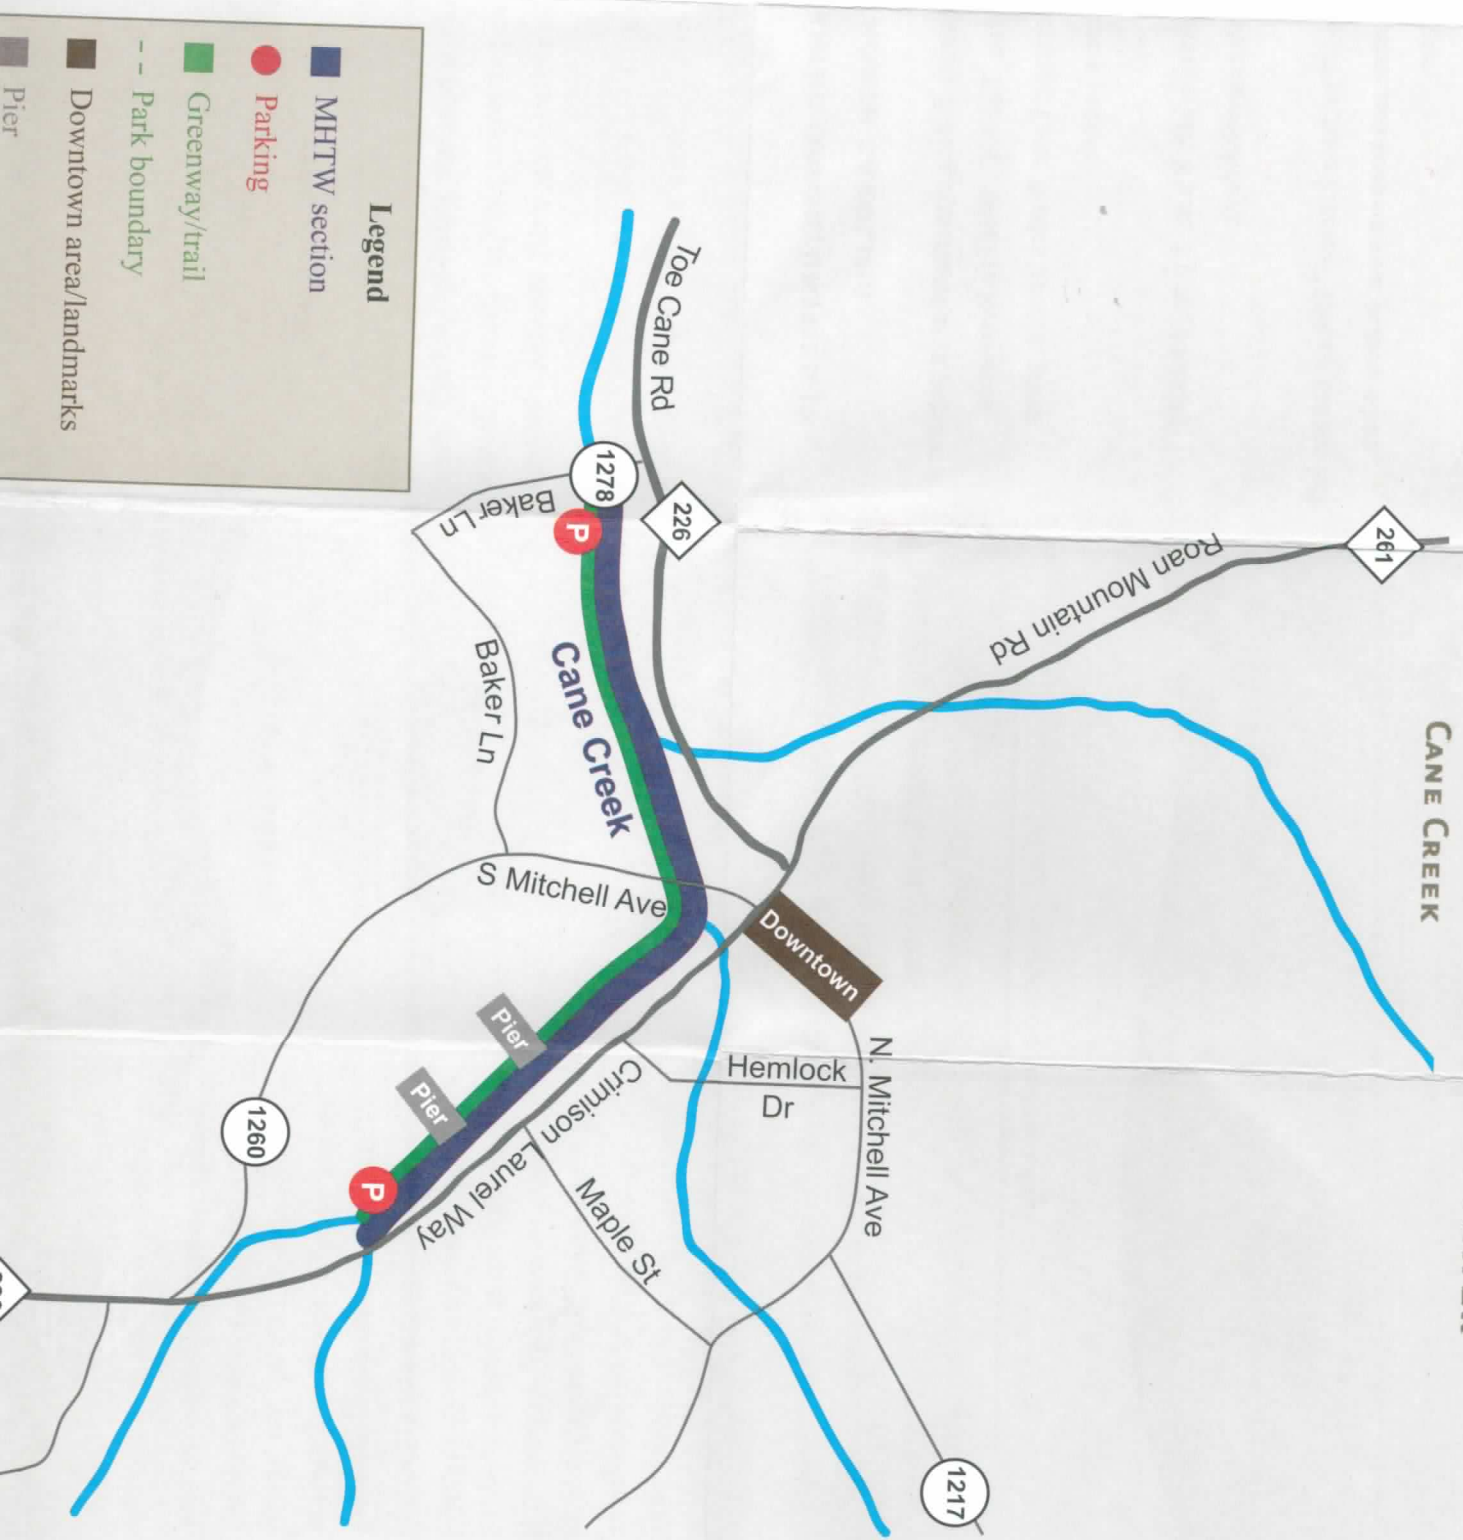 CANE CREEK
261
Roan Mountain Rd
Toe Cane Rd
226
1278
Baker Ln
P
Cane Creek
Baker Ln
S Mitchell Ave
Downtown
N. Mitchell Ave
Hemlock
Dr
Crimison Laurel Way
Maple St
Pier
Pier
P
1260
1217
Legend
MHTW section
Parking
Greenway/trail
Park boundary
Downtown area/landmarks
Pier